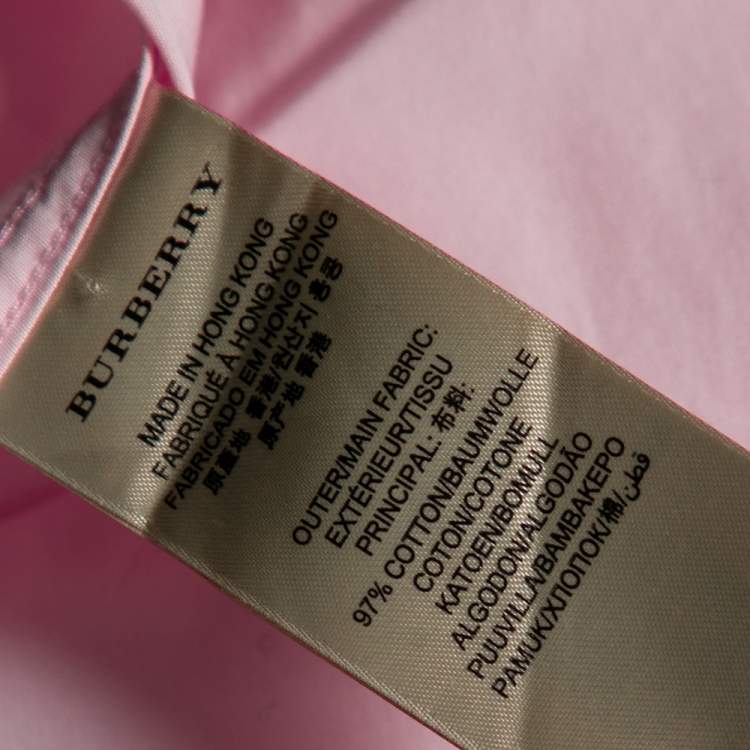 BURBERRY
MADE IN HONG KONG
FABRIQUÉ À HONG KONG
FABRICADO EM HONG KONG
原產地 香港/원산지 홍콩
原产地 香港
OUTER/MAIN FABRIC:
EXTÉRIEUR/TISSU
PRINCIPAL: 布料:
97% COTTON/BAUMWOLLE
COTON/COTONE
KATOEN/BOMULL
ALGODON/ALGODÃO
PUUVILLA/BAMBAKEPO
PAMUK/ХЛОПОК/棉/قطن